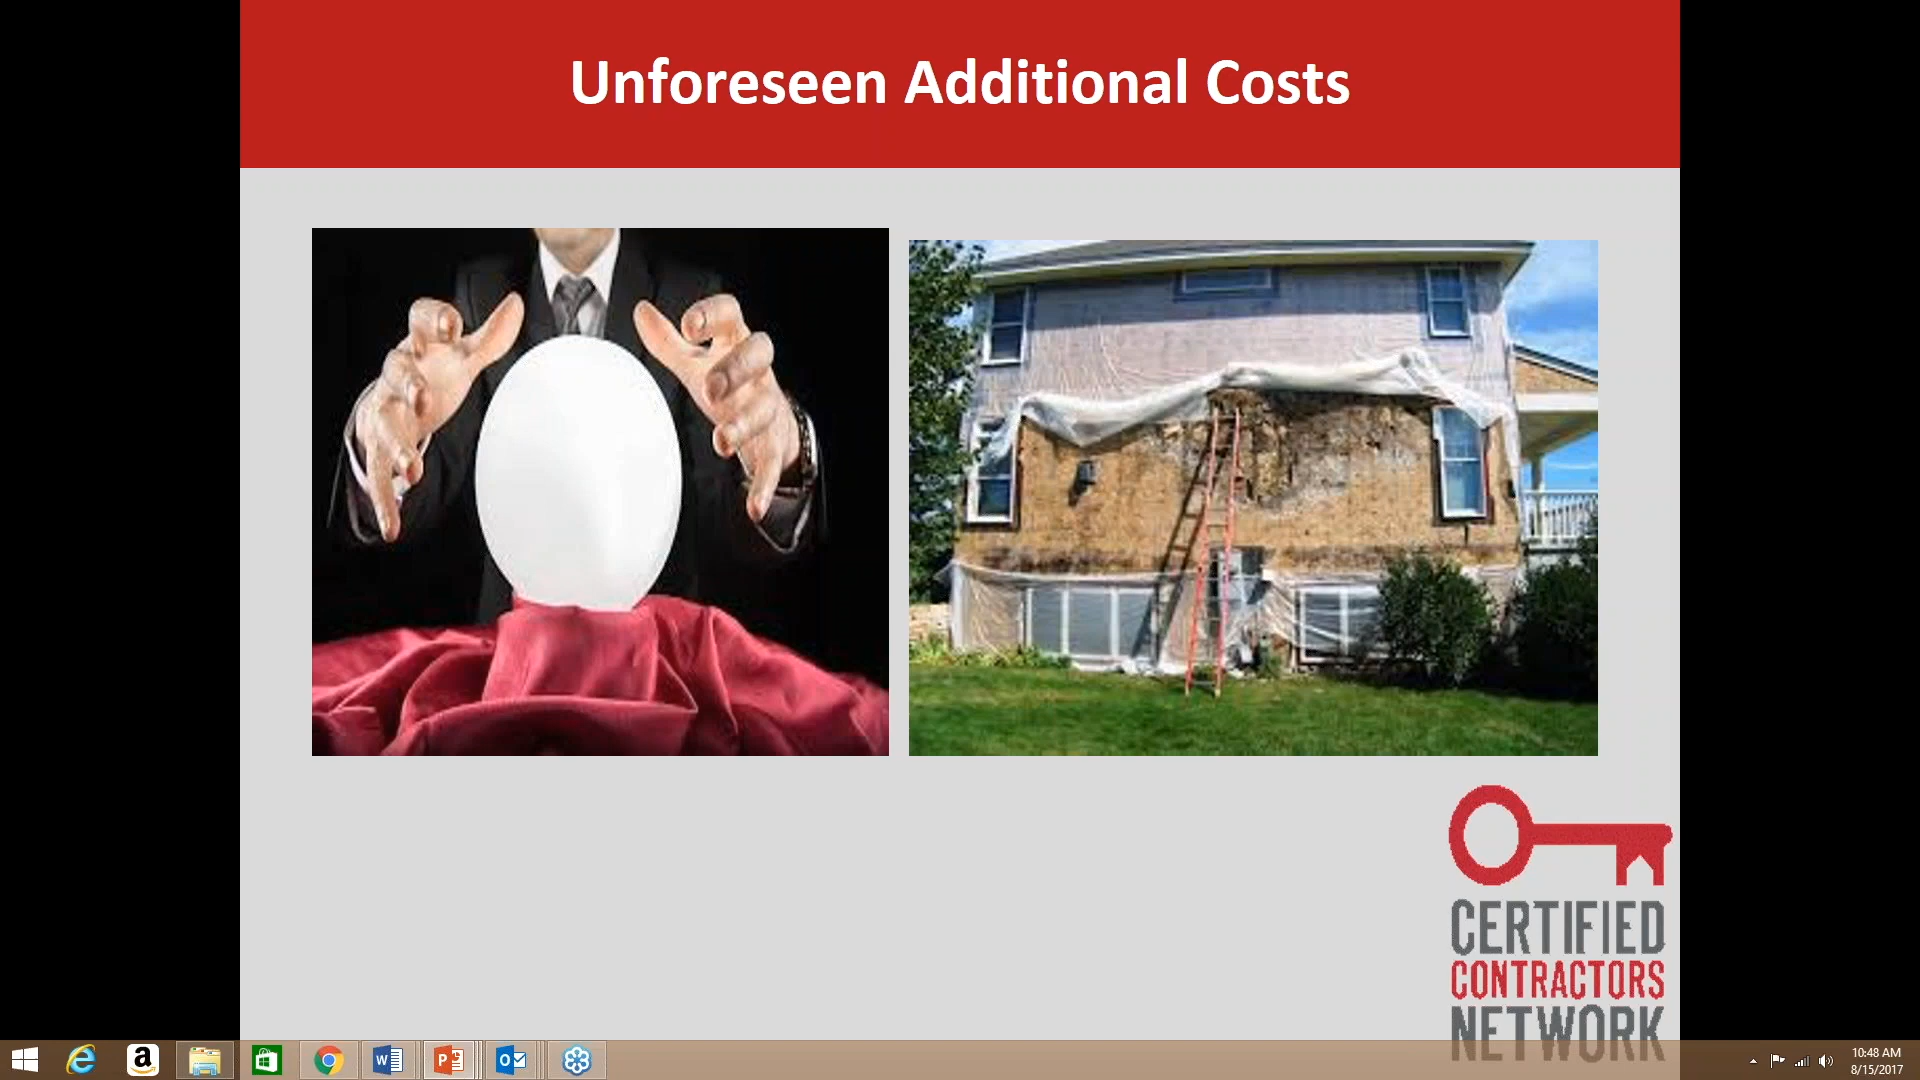 Unforeseen Additional Costs
CERTIFIED
CONTRACTORS
NETWORK
10:48 AM
8/15/2017